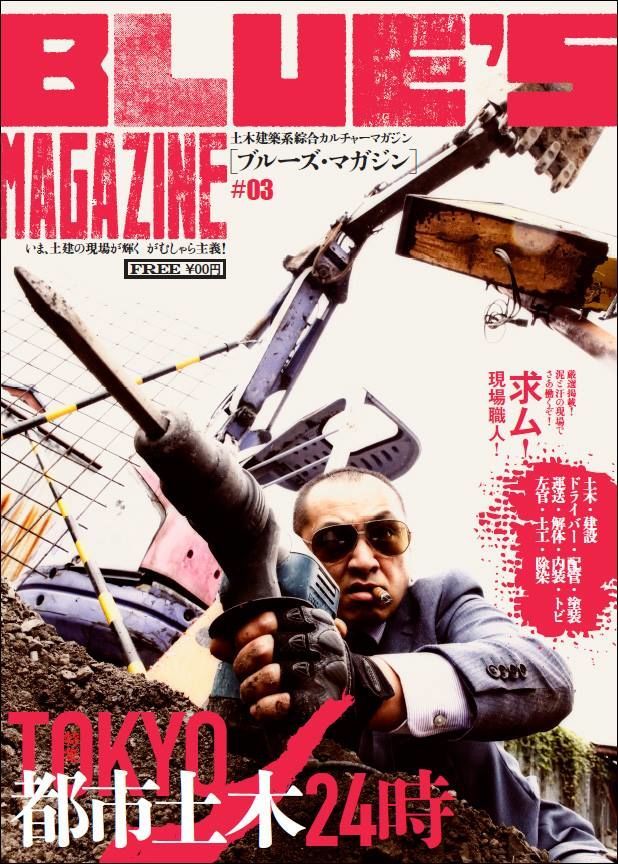 BLUE'S
MAGAZINE
土木建築系綜合カルチャーマガジン
[ブルーズ・マガジン]
#03
いま、土建の現場が輝く がむしゃら主義!
FREE ¥00円
厳選掲載!
泥と汗の現場で
さあ働くぞ!
求ム!
現場職人!
土木・建設
ドライバー・配管・塗装
運送・解体・内装・トビ
左官・土工・除染
TOKYO
都市土木24時